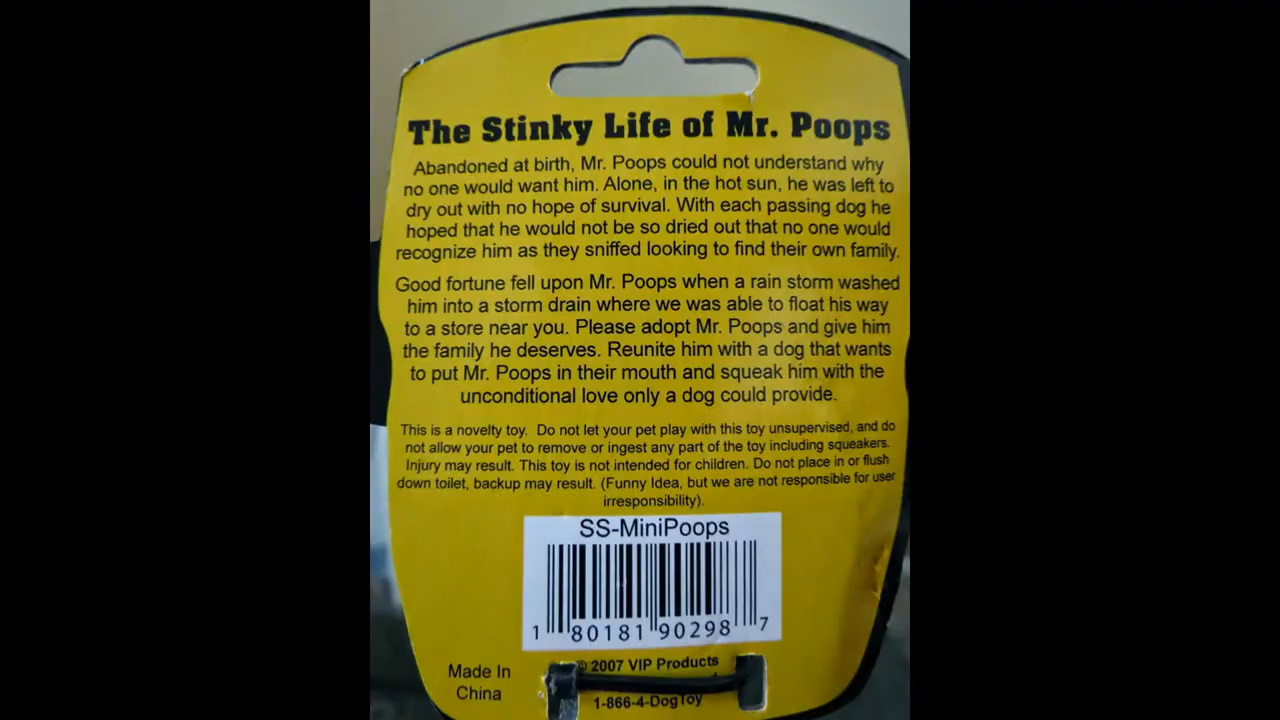 The Stinky Life of Mr. Poops
Abandoned at birth, Mr. Poops could not understand why
no one would want him. Alone, in the hot sun, he was left to
dry out with no hope of survival. With each passing dog he
hoped that he would not be so dried out that no one would
recognize him as they sniffed looking to find their own family.
Good fortune fell upon Mr. Poops when a rain storm washed
him into a storm drain where we was able to float his way
to a store near you. Please adopt Mr. Poops and give him
the family he deserves. Reunite him with a dog that wants
to put Mr. Poops in their mouth and squeak him with the
unconditional love only a dog could provide.
This is a novelty toy. Do not let your pet play with this toy unsupervised, and do
not allow your pet to remove or ingest any part of the toy including squeakers.
Injury may result. This toy is not intended for children. Do not place in or flush
down toilet, backup may result. (Funny Idea, but we are not responsible for user
irresponsibility).
SS-MiniPoops
1 80181 90298 7
Made In
China
© 2007 VIP Products
1-866-4-DogToy